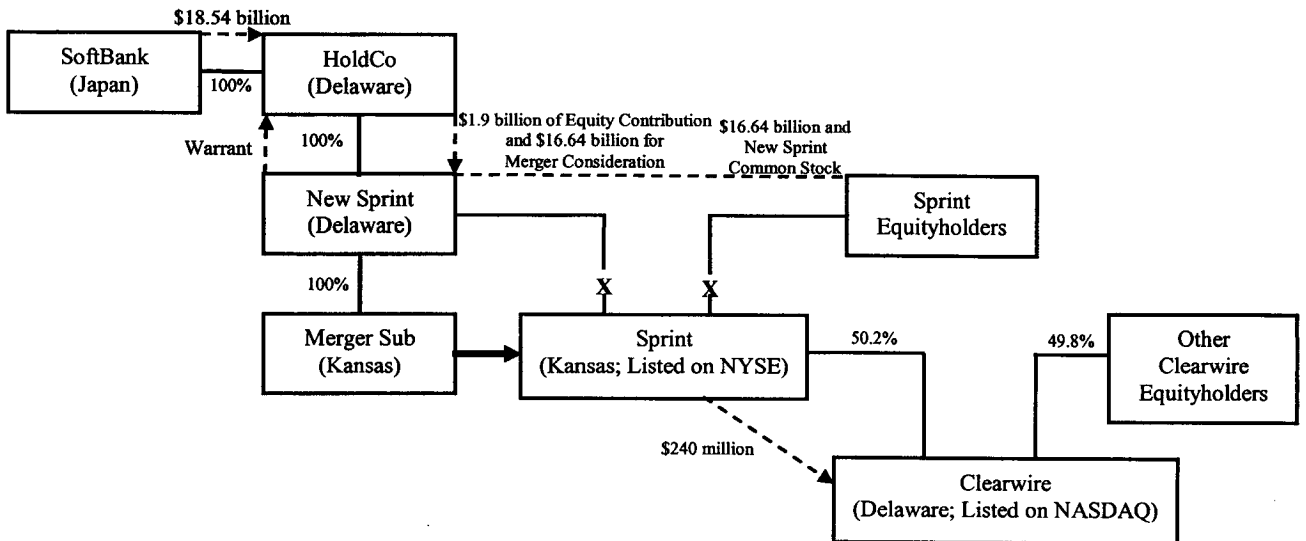 $18.54 billion
SoftBank
(Japan)
100%
HoldCo
(Delaware)
Warrant
100%
$1.9 billion of Equity Contribution
and $16.64 billion for
Merger Consideration
$16.64 billion and
New Sprint
Common Stock
New Sprint
(Delaware)
Sprint
Equityholders
100%
X
X
Merger Sub
(Kansas)
Sprint
(Kansas; Listed on NYSE)
50.2%
49.8%
Other
Clearwire
Equityholders
$240 million
Clearwire
(Delaware; Listed on NASDAQ)